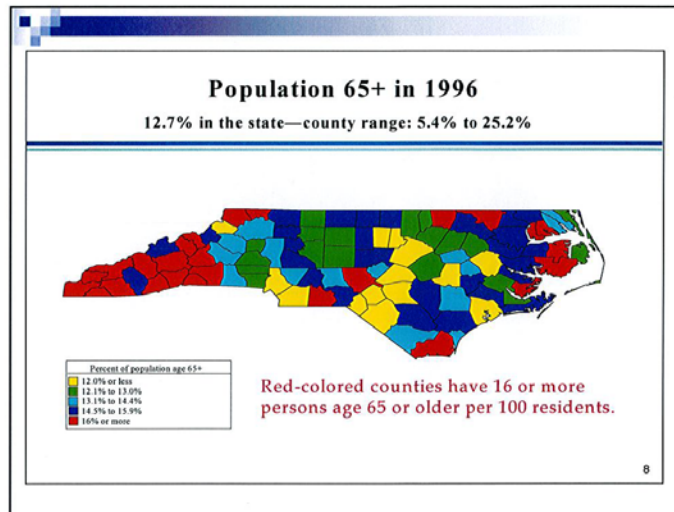 Population 65+ in 1996
12.7% in the state—county range: 5.4% to 25.2%
Percent of population age 65+
12.0% or less
12.1% to 13.0%
13.1% to 14.4%
14.5% to 15.9%
16% or more
Red-colored counties have 16 or more
persons age 65 or older per 100 residents.
8